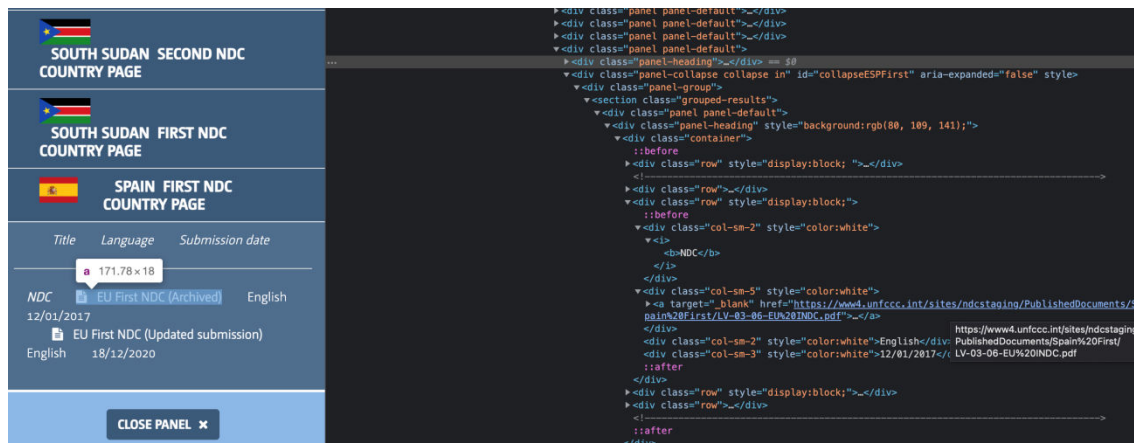 SOUTH SUDAN SECOND NDC
COUNTRY PAGE
SOUTH SUDAN FIRST NDC
COUNTRY PAGE
SPAIN FIRST NDC
COUNTRY PAGE
Title Language Submission date
a 171.78 × 18
NDC EU First NDC (Archived) English
12/01/2017
EU First NDC (Updated submission)
English 18/12/2020
CLOSE PANEL ×
▶<div class="panel panel-default">…</div>
▶<div class="panel panel-default">…</div>
▶<div class="panel panel-default">…</div>
▼<div class="panel panel-default">
… ▶<div class="panel-heading">…</div> == $0
▼<div class="panel-collapse collapse in" id="collapseESPFirst" aria-expanded="false" style>
▼<div class="panel-group">
▼<section class="grouped-results">
▼<div class="panel panel-default">
▼<div class="panel-heading" style="background:rgb(80, 109, 141);">
▼<div class="container">
::before
▶<div class="row" style="display:block; ">…</div>
<!-- -->
▶<div class="row">…</div>
▼<div class="row" style="display:block;">
::before
▼<div class="col-sm-2" style="color:white">
▼<i>
<b>NDC</b>
</i>
</div>
▼<div class="col-sm-5" style="color:white">
▶<a target="_blank" href="https://www4.unfccc.int/sites/ndcstaging/PublishedDocuments/S
pain%20First/LV-03-06-EU%20INDC.pdf">…</a>
</div>
<div class="col-sm-2" style="color:white">English</div>
<div class="col-sm-3" style="color:white">12/01/2017</
::after
</div>
▶<div class="row" style="display:block;">…</div>
▶<div class="row">…</div>
<!-- -->
::after
</div>
https://www4.unfccc.int/sites/ndcstaging
PublishedDocuments/Spain%20First/
LV-03-06-EU%20INDC.pdf